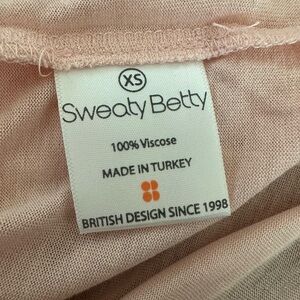 XS
Sweaty Betty
100% Viscose
MADE IN TURKEY
BRITISH DESIGN SINCE 1998